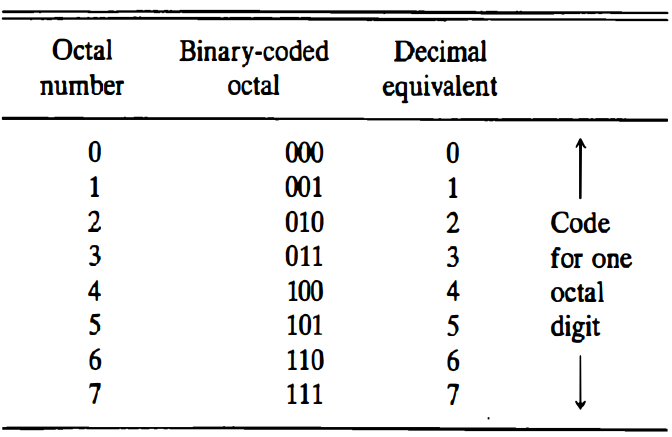 Octal Binary-coded Decimal
number octal equivalent
0 000 0
1 001 1
2 010 2 Code
3 011 3 for one
4 100 4 octal
5 101 5 digit
6 110 6
7 111 7